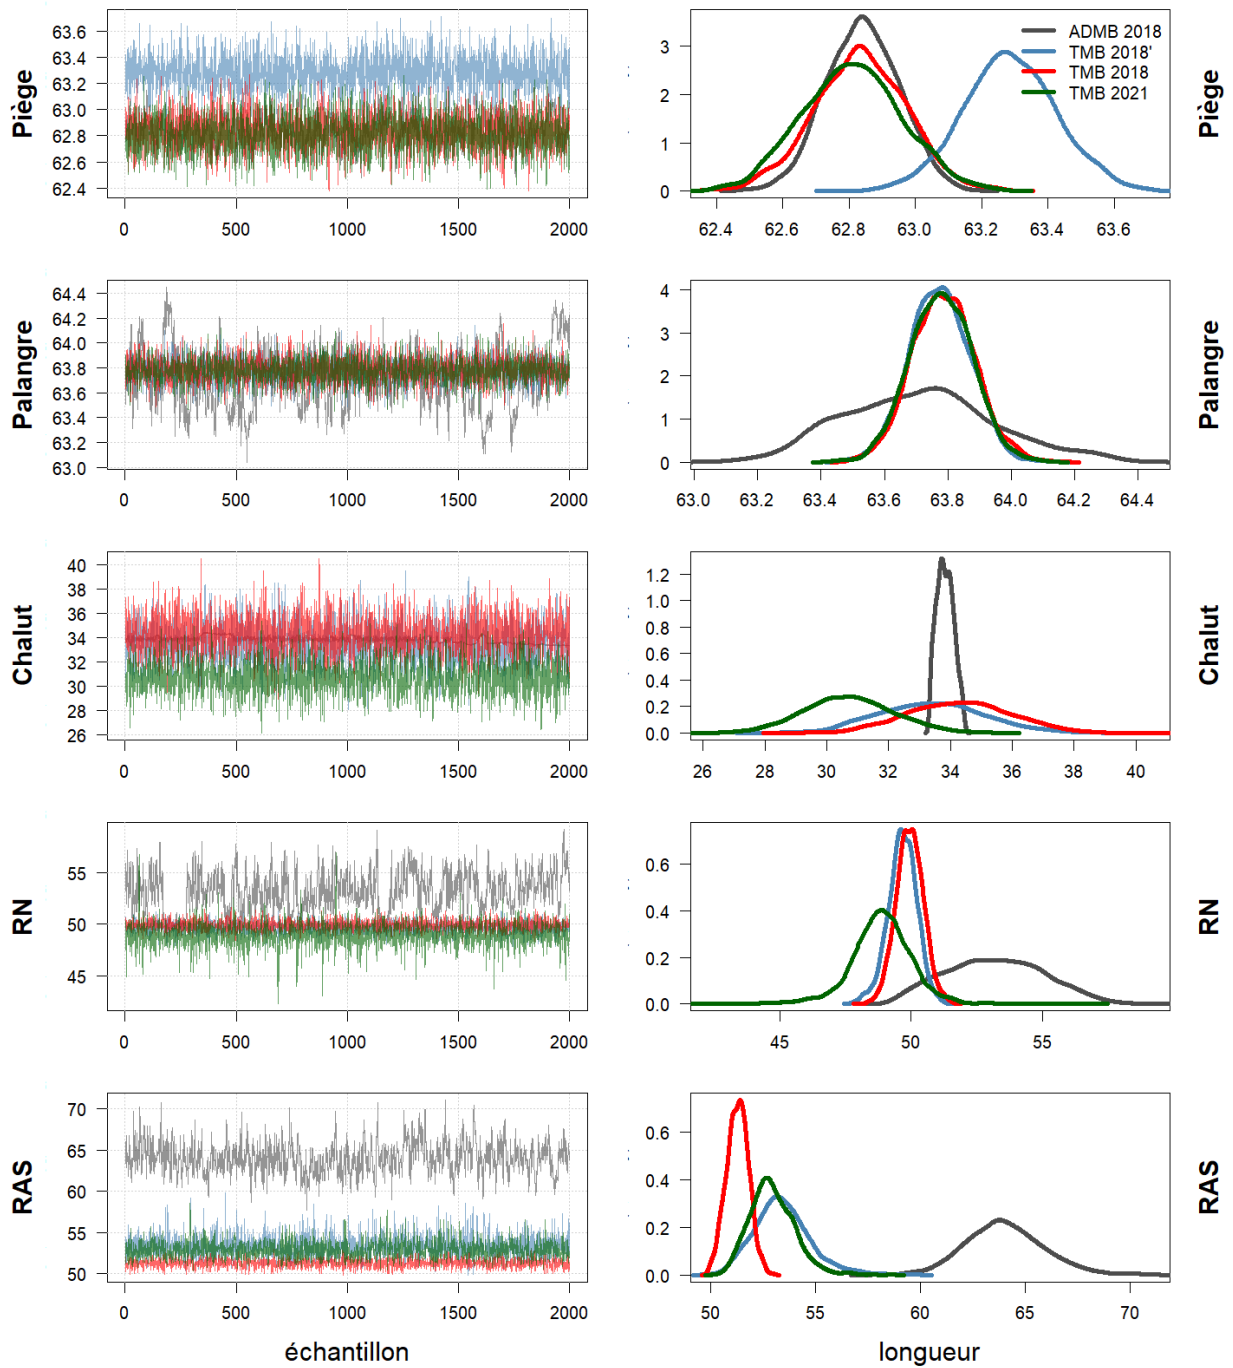 Piège
63.6
63.4
63.2
63.0
62.8
62.6
62.4
0 500 1000 1500 2000
3
2
1
0
62.4 62.6 62.8 63.0 63.2 63.4 63.6
ADMB 2018
TMB 2018'
TMB 2018
TMB 2021
Piège
Palangre
64.4
64.2
64.0
63.8
63.6
63.4
63.2
63.0
0 500 1000 1500 2000
4
3
2
1
0
63.0 63.2 63.4 63.6 63.8 64.0 64.2 64.4
Palangre
Chalut
40
38
36
34
32
30
28
26
0 500 1000 1500 2000
1.2
1.0
0.8
0.6
0.4
0.2
0.0
26 28 30 32 34 36 38 40
Chalut
RN
55
50
45
0 500 1000 1500 2000
0.6
0.4
0.2
0.0
45 50 55
RN
RAS
70
65
60
55
50
0 500 1000 1500 2000
échantillon
0.6
0.4
0.2
0.0
50 55 60 65 70
longueur
RAS